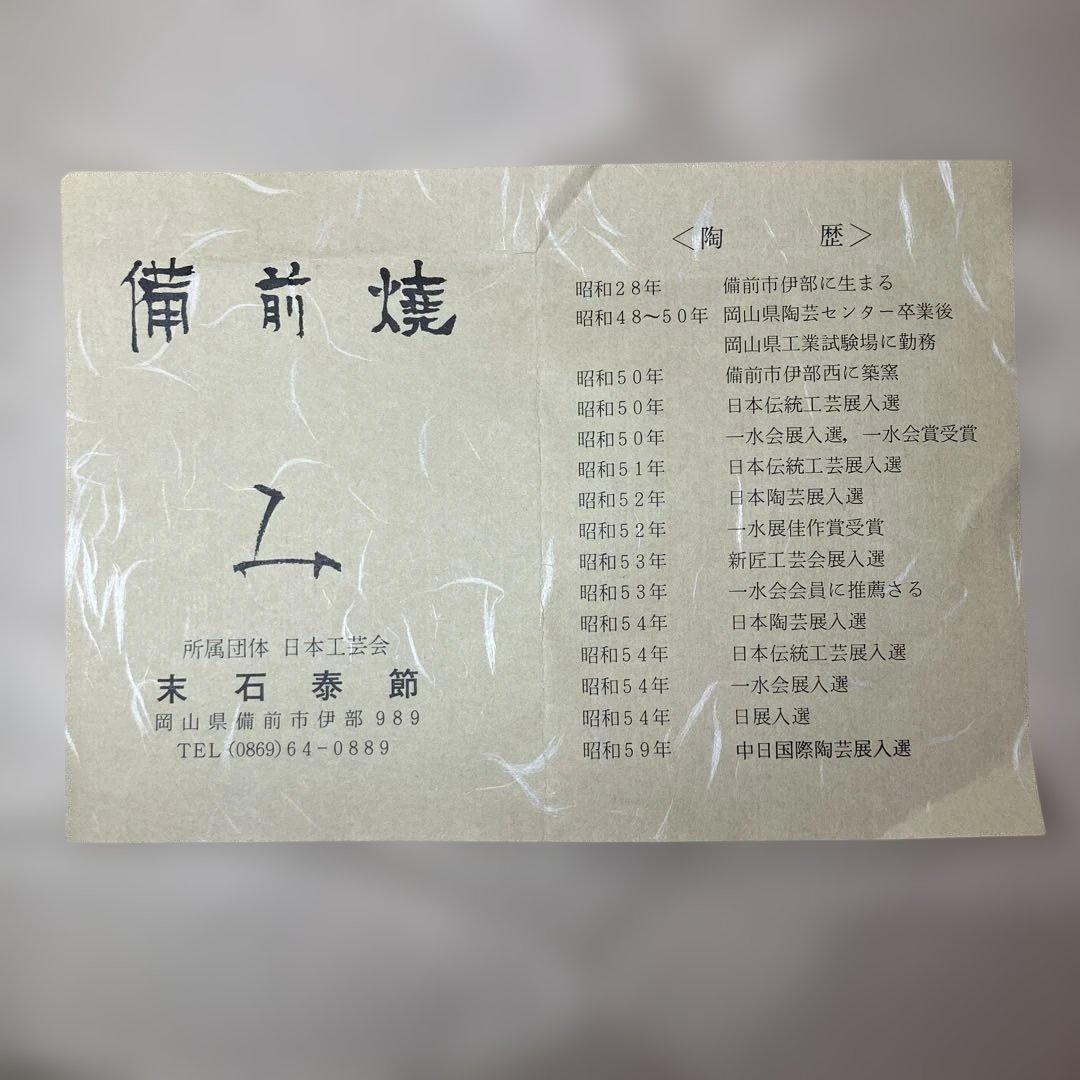 備前焼
所属団体 日本工芸会
末石泰節
岡山県備前市伊部989
TEL(0869)64-0889
<陶 歴>
昭和28年 備前市伊部に生まる
昭和48~50年 岡山県陶芸センター卒業後
岡山県工業試験場に勤務
昭和50年 備前市伊部西に築窯
昭和50年 日本伝統工芸展入選
昭和50年 一水会展入選,一水会賞受賞
昭和51年 日本伝統工芸展入選
昭和52年 日本陶芸展入選
昭和52年 一水展佳作賞受賞
昭和53年 新匠工芸会展入選
昭和53年 一水会会員に推薦さる
昭和54年 日本陶芸展入選
昭和54年 日本伝統工芸展入選
昭和54年 一水会展入選
昭和54年 日展入選
昭和59年 中日国際陶芸展入選